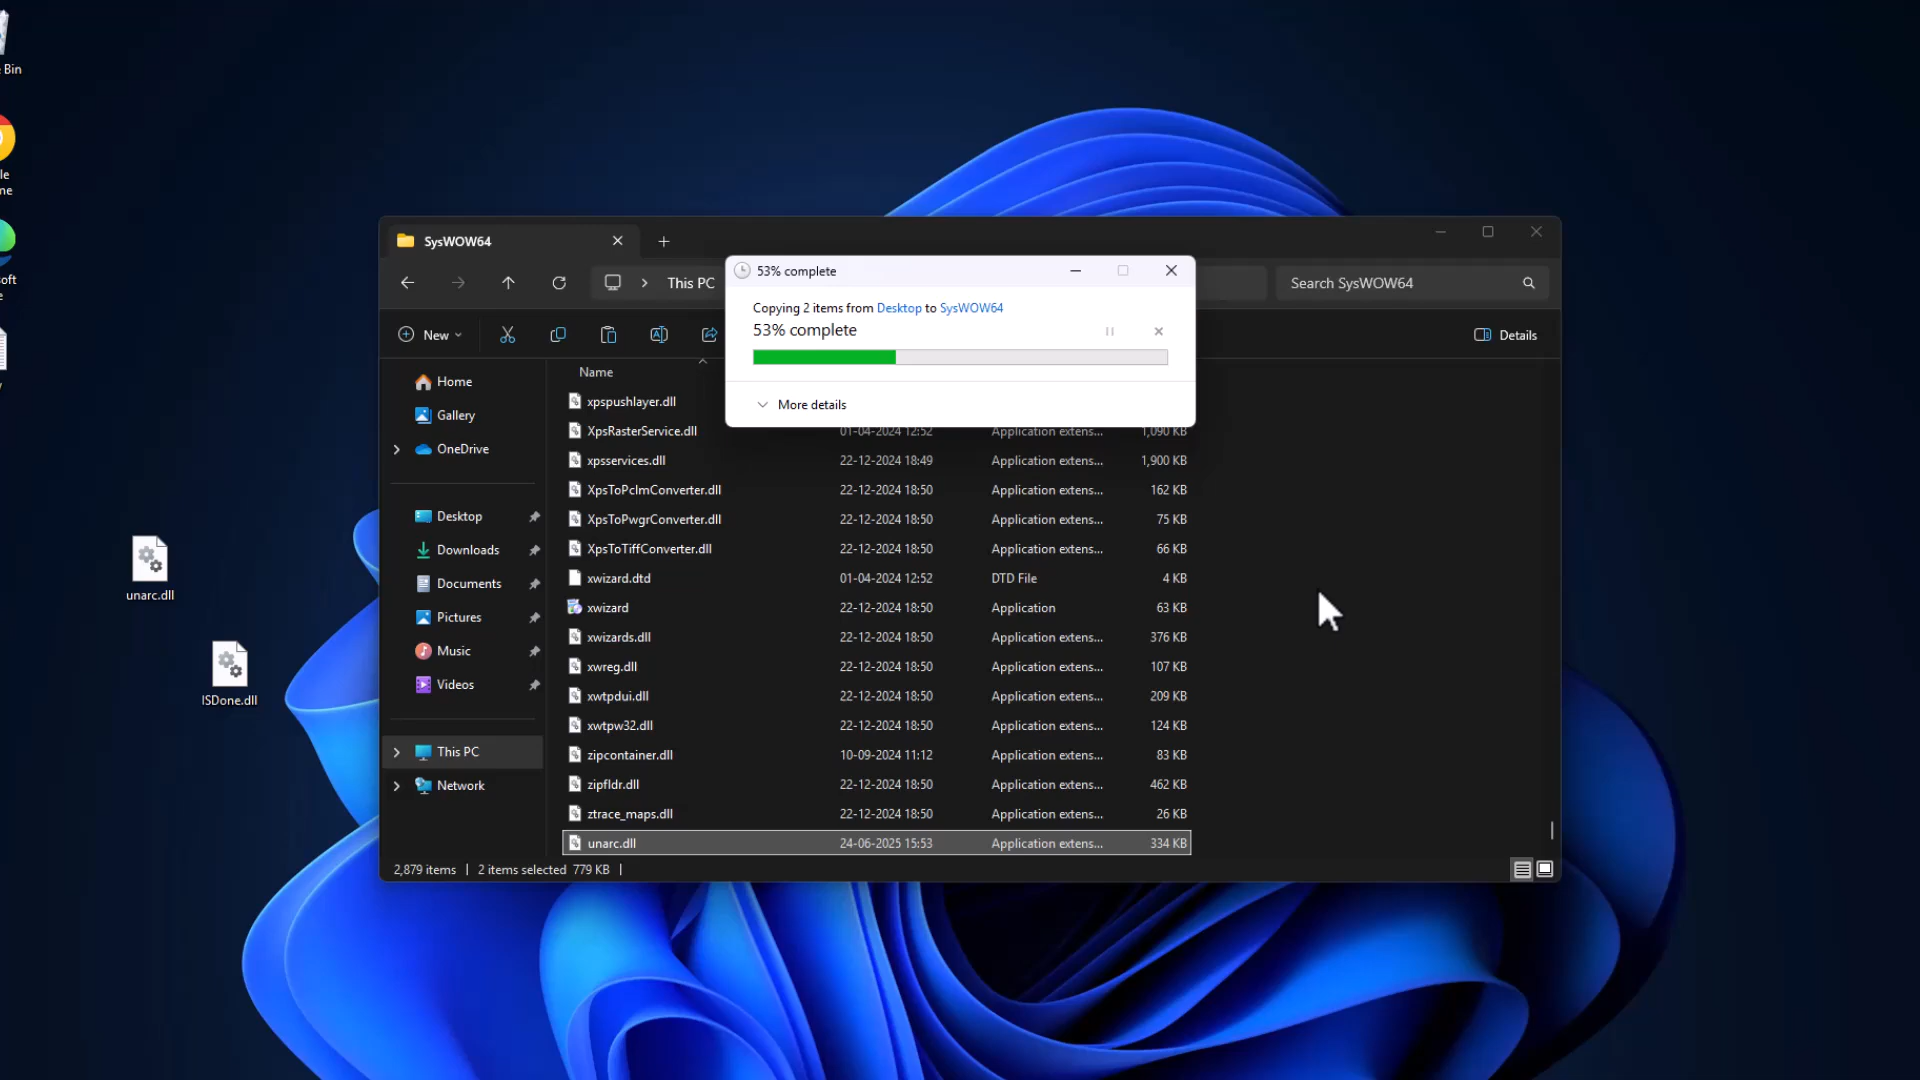 Bin
le
me
soft
e
y
unarc.dll
ISDone.dll
SysWOW64
This PC
Search SysWOW64
New
Details
53% complete
Copying 2 items from Desktop to SysWOW64
53% complete
More details
Home
Gallery
OneDrive
Desktop
Downloads
Documents
Pictures
Music
Videos
This PC
Network
Name
xpspushlayer.dll
XpsRasterService.dll 01-04-2024 12:52 Application extens... 1,090 KB
xpsservices.dll 22-12-2024 18:49 Application extens... 1,900 KB
XpsToPclmConverter.dll 22-12-2024 18:50 Application extens... 162 KB
XpsToPwgrConverter.dll 22-12-2024 18:50 Application extens... 75 KB
XpsToTiffConverter.dll 22-12-2024 18:50 Application extens... 66 KB
xwizard.dtd 01-04-2024 12:52 DTD File 4 KB
xwizard 22-12-2024 18:50 Application 63 KB
xwizards.dll 22-12-2024 18:50 Application extens... 376 KB
xwreg.dll 22-12-2024 18:50 Application extens... 107 KB
xwtpdui.dll 22-12-2024 18:50 Application extens... 209 KB
xwtpw32.dll 22-12-2024 18:50 Application extens... 124 KB
zipcontainer.dll 10-09-2024 11:12 Application extens... 83 KB
zipfldr.dll 22-12-2024 18:50 Application extens... 462 KB
ztrace_maps.dll 22-12-2024 18:50 Application extens... 26 KB
unarc.dll 24-06-2025 15:53 Application extens... 334 KB
2,879 items | 2 items selected 779 KB |